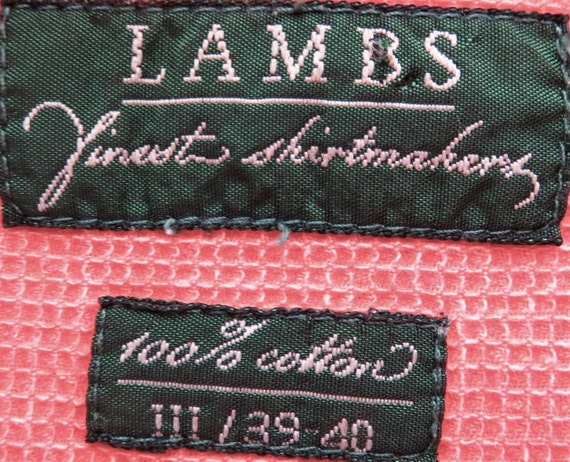 LAMBS
Finest shirtmakers
100% cotton
III / 39-40